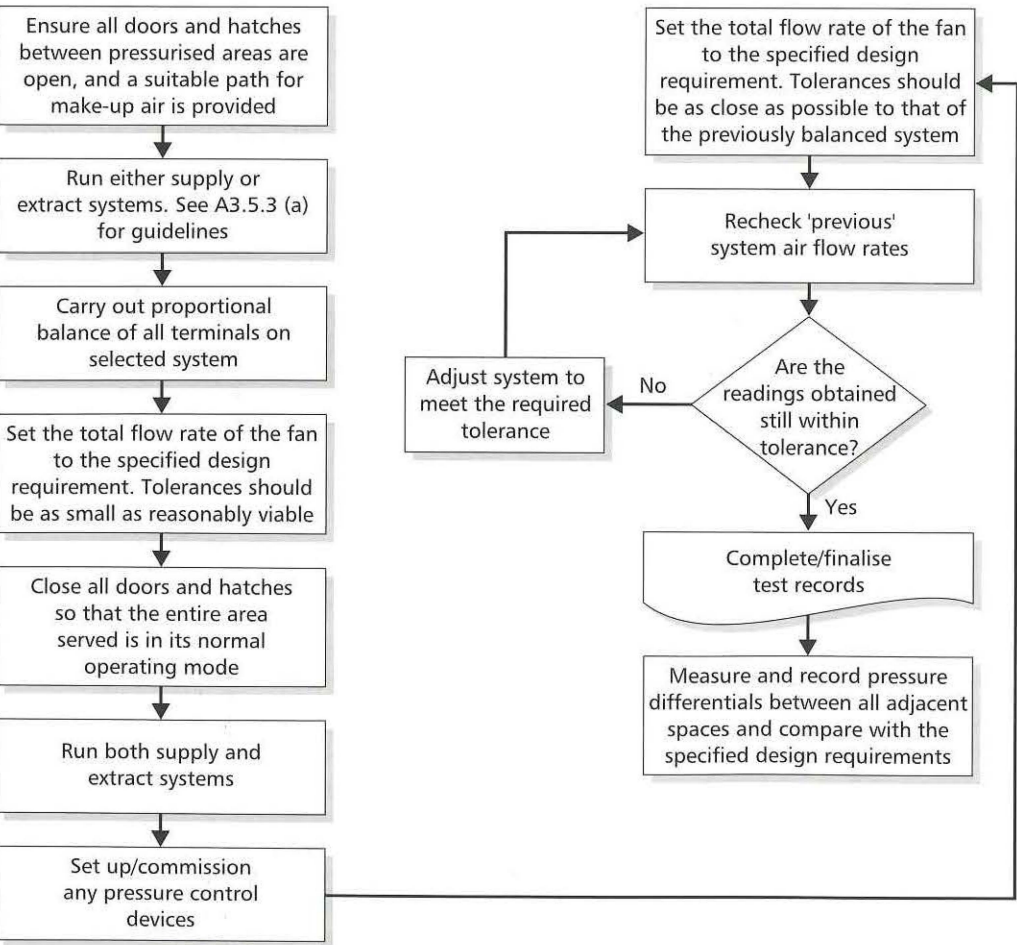 Ensure all doors and hatches
between pressurised areas are
open, and a suitable path for
make-up air is provided
Run either supply or
extract systems. See A3.5.3 (a)
for guidelines
Carry out proportional
balance of all terminals on
selected system
Set the total flow rate of the fan
to the specified design
requirement. Tolerances should
be as small as reasonably viable
Close all doors and hatches
so that the entire area
served is in its normal
operating mode
Run both supply and
extract systems
Set up/commission
any pressure control
devices
Set the total flow rate of the fan
to the specified design
requirement. Tolerances should
be as close as possible to that of
the previously balanced system
Recheck 'previous'
system air flow rates
Are the
readings obtained
still within
tolerance?
No
Adjust system to
meet the required
tolerance
Yes
Complete/finalise
test records
Measure and record pressure
differentials between all adjacent
spaces and compare with the
specified design requirements